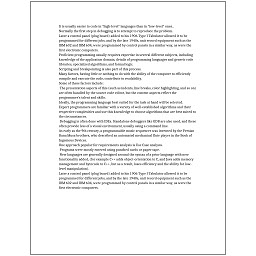 It is usually easier to code in "high-level" languages than in "low-level" ones.
Normally the first step in debugging is to attempt to reproduce the problem.
Later a control panel (plug board) added to his 1906 Type I Tabulator allowed it to be
programmed for different jobs, and by the late 1940s, unit record equipment such as the
IBM 602 and IBM 604, were programmed by control panels in a similar way, as were the
first electronic computers.
Proficient programming usually requires expertise in several different subjects, including
knowledge of the application domain, details of programming languages and generic code
libraries, specialized algorithms, and formal logic.
Scripting and breakpointing is also part of this process.
Many factors, having little or nothing to do with the ability of the computer to efficiently
compile and execute the code, contribute to readability.
Some of these factors include:
The presentation aspects of this (such as indents, line breaks, color highlighting, and so on)
are often handled by the source code editor, but the content aspects reflect the
programmer's talent and skills.
Ideally, the programming language best suited for the task at hand will be selected.
Expert programmers are familiar with a variety of well-established algorithms and their
respective complexities and use this knowledge to choose algorithms that are best suited to
the circumstances.
Debugging is often done with IDEs. Standalone debuggers like GDB are also used, and these
often provide less of a visual environment, usually using a command line.
As early as the 9th century, a programmable music sequencer was invented by the Persian
Banu Musa brothers, who described an automated mechanical flute player in the Book of
Ingenious Devices.
One approach popular for requirements analysis is Use Case analysis.
Programs were mostly entered using punched cards or paper tape.
New languages are generally designed around the syntax of a prior language with new
functionality added, (for example C++ adds object-orientation to C, and Java adds memory
management and bytecode to C++, but as a result, loses efficiency and the ability for low-
level manipulation).
Later a control panel (plug board) added to his 1906 Type I Tabulator allowed it to be
programmed for different jobs, and by the late 1940s, unit record equipment such as the
IBM 602 and IBM 604, were programmed by control panels in a similar way, as were the
first electronic computers.